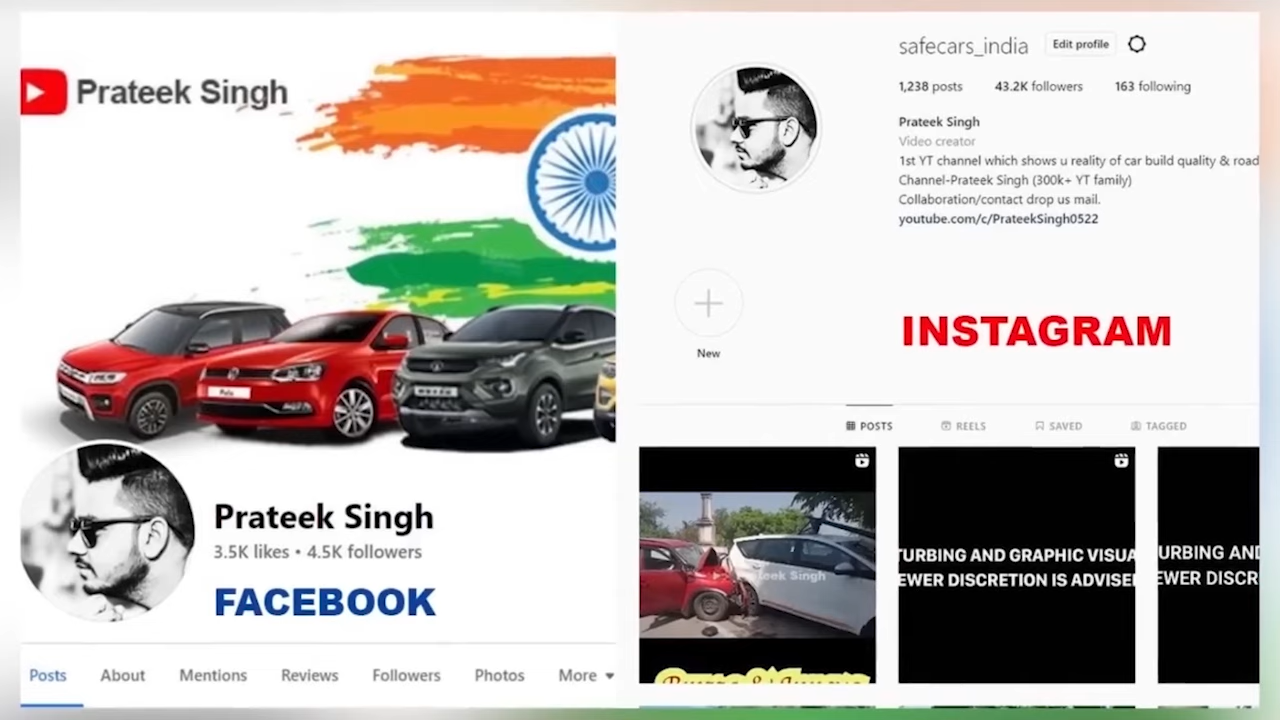 Prateek Singh
Polo
Prateek Singh
3.5K likes • 4.5K followers
FACEBOOK
Posts About Mentions Reviews Followers Photos More
safecars_india Edit profile
1,238 posts 43.2K followers 163 following
Prateek Singh
Video creator
1st YT channel which shows u reality of car build quality & road
Channel-Prateek Singh (300k+ YT family)
Collaboration/contact drop us mail.
youtube.com/c/PrateekSingh0522
New
INSTAGRAM
POSTS REELS SAVED TAGGED
teek Singh
TURBING AND GRAPHIC VISUA
EWER DISCRETION IS ADVISE
URBING AND
EWER DISCR